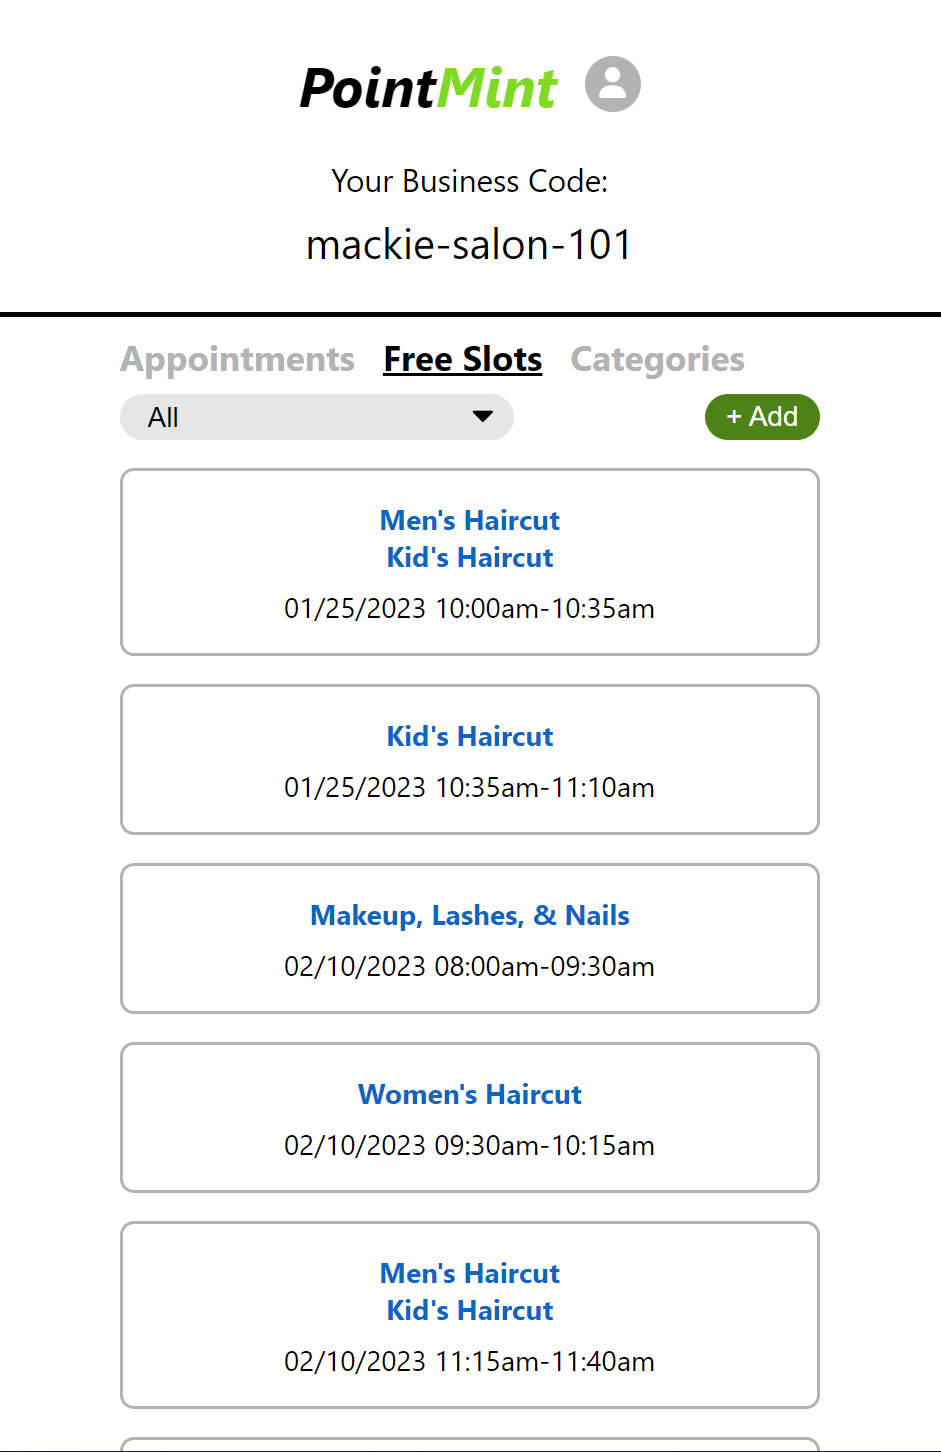 PointMint
Your Business Code:
mackie-salon-101
Appointments Free Slots Categories
All + Add
Men's Haircut
Kid's Haircut
01/25/2023 10:00am-10:35am
Kid's Haircut
01/25/2023 10:35am-11:10am
Makeup, Lashes, & Nails
02/10/2023 08:00am-09:30am
Women's Haircut
02/10/2023 09:30am-10:15am
Men's Haircut
Kid's Haircut
02/10/2023 11:15am-11:40am